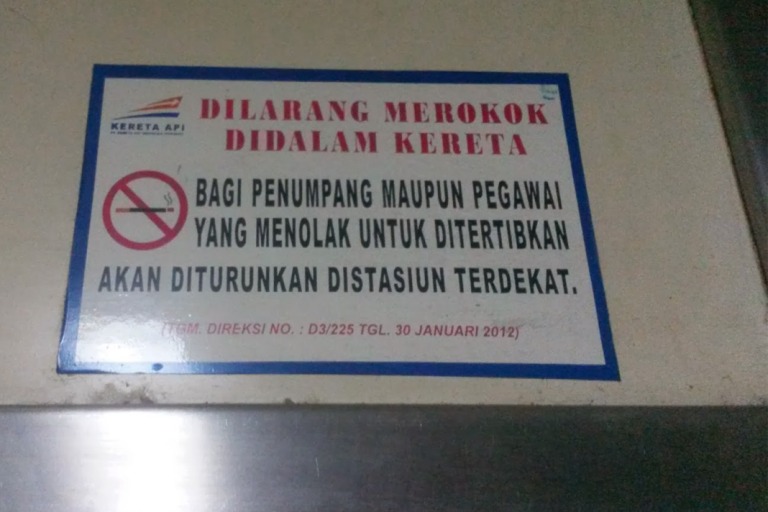 KERETA API
DILARANG MEROKOK
DIDALAM KERETA
BAGI PENUMPANG MAUPUN PEGAWAI
YANG MENOLAK UNTUK DITERTIBKAN
AKAN DITURUNKAN DISTASIUN TERDEKAT.
(TGM. DIREKSI NO. : D3/225 TGL. 30 JANUARI 2012)